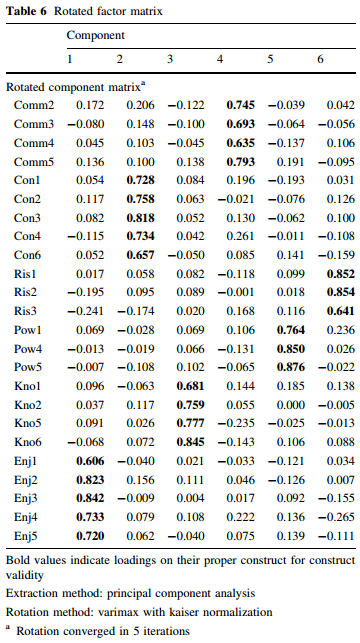 Table 6 Rotated factor matrix
Component
1 2 3 4 5 6
Rotated component matrixᵃ
Comm2 0.172 0.206 −0.122 0.745 −0.039 0.042
Comm3 −0.080 0.148 −0.100 0.693 −0.064 −0.056
Comm4 0.045 0.103 −0.045 0.635 −0.137 0.106
Comm5 0.136 0.100 0.138 0.793 0.191 −0.095
Con1 0.054 0.728 0.084 0.196 −0.193 0.031
Con2 0.117 0.758 0.063 −0.021 −0.076 0.126
Con3 0.082 0.818 0.052 0.130 −0.062 0.100
Con4 −0.115 0.734 0.042 0.261 −0.011 −0.108
Con6 0.052 0.657 −0.050 0.085 0.141 −0.159
Ris1 0.017 0.058 0.082 −0.118 0.099 0.852
Ris2 −0.195 0.095 0.089 −0.001 0.018 0.854
Ris3 −0.241 −0.174 0.020 0.168 0.116 0.641
Pow1 0.069 −0.028 0.069 0.106 0.764 0.236
Pow4 −0.013 −0.019 0.066 −0.131 0.850 0.026
Pow5 −0.007 −0.108 0.102 −0.065 0.876 −0.022
Kno1 0.096 −0.063 0.681 0.144 0.185 0.138
Kno2 0.037 0.117 0.759 0.055 0.000 −0.005
Kno5 0.091 0.026 0.777 −0.235 −0.025 −0.013
Kno6 −0.068 0.072 0.845 −0.143 0.106 0.088
Enj1 0.606 −0.040 0.021 −0.033 −0.121 0.034
Enj2 0.823 0.156 0.111 0.046 −0.126 0.007
Enj3 0.842 −0.009 0.004 0.017 0.092 −0.155
Enj4 0.733 0.079 0.108 0.222 0.136 −0.265
Enj5 0.720 0.062 −0.040 0.075 0.139 −0.111
Bold values indicate loadings on their proper construct for construct
validity
Extraction method: principal component analysis
Rotation method: varimax with kaiser normalization
ᵃ Rotation converged in 5 iterations